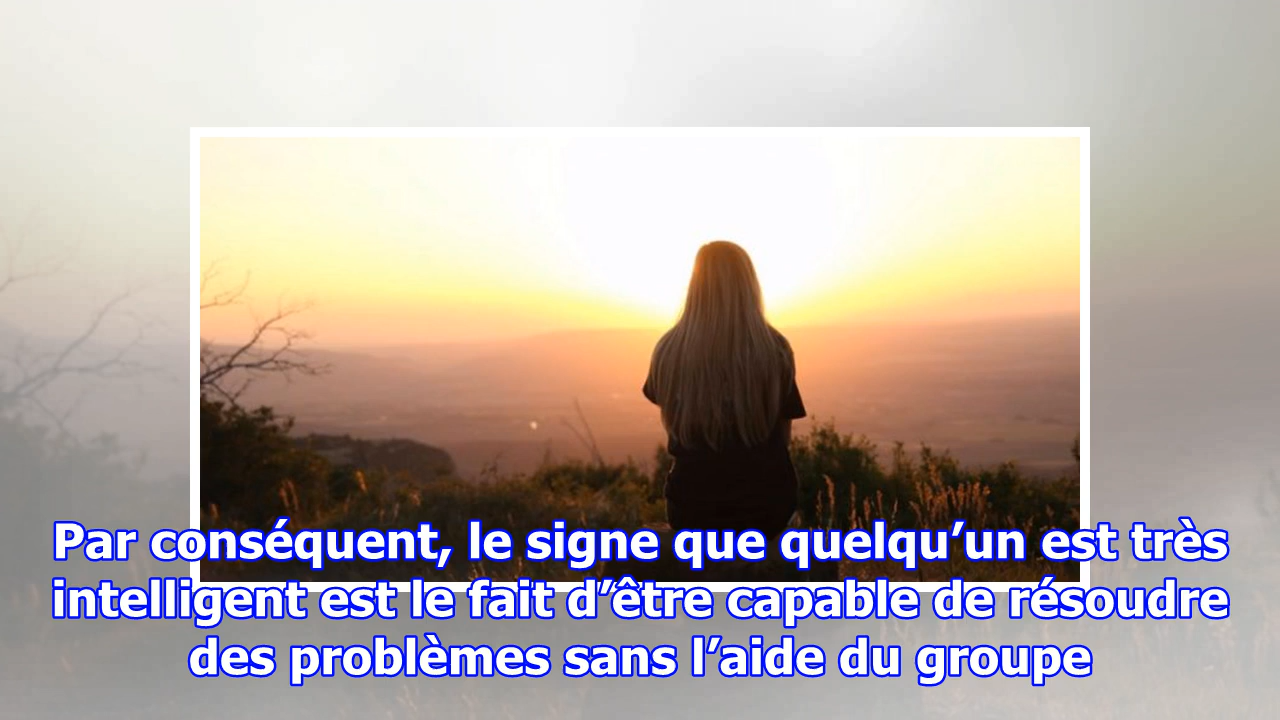 Par conséquent, le signe que quelqu’un est très
intelligent est le fait d’être capable de résoudre
des problèmes sans l’aide du groupe